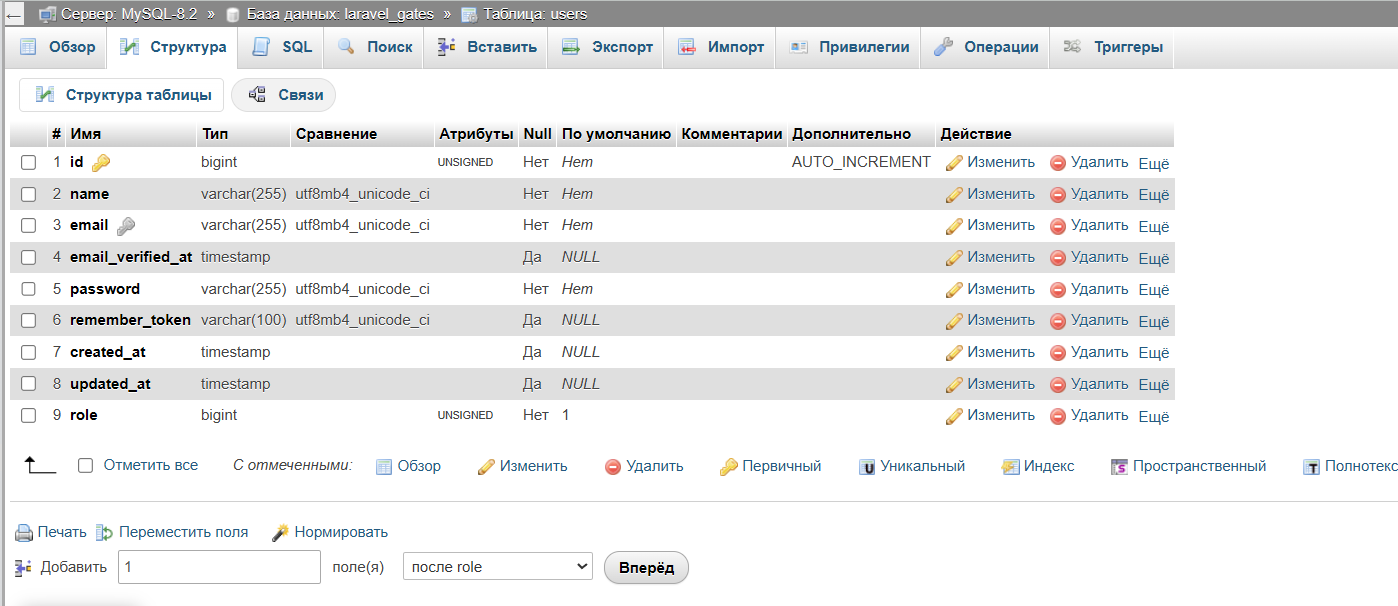 ← Сервер: MySQL-8.2 » База данных: laravel_gates » Таблица: users
Обзор Структура SQL Поиск Вставить Экспорт Импорт Привилегии Операции Триггеры
Структура таблицы Связи
# Имя Тип Сравнение Атрибуты Null По умолчанию Комментарии Дополнительно Действие
1 id bigint UNSIGNED Нет Нет AUTO_INCREMENT Изменить Удалить Ещё
2 name varchar(255) utf8mb4_unicode_ci Нет Нет Изменить Удалить Ещё
3 email varchar(255) utf8mb4_unicode_ci Нет Нет Изменить Удалить Ещё
4 email_verified_at timestamp Да NULL Изменить Удалить Ещё
5 password varchar(255) utf8mb4_unicode_ci Нет Нет Изменить Удалить Ещё
6 remember_token varchar(100) utf8mb4_unicode_ci Да NULL Изменить Удалить Ещё
7 created_at timestamp Да NULL Изменить Удалить Ещё
8 updated_at timestamp Да NULL Изменить Удалить Ещё
9 role bigint UNSIGNED Нет 1 Изменить Удалить Ещё
Отметить все С отмеченными: Обзор Изменить Удалить Первичный Уникальный Индекс Пространственный Полнотекс
Печать Переместить поля Нормировать
Добавить 1 поле(я) после role Вперёд